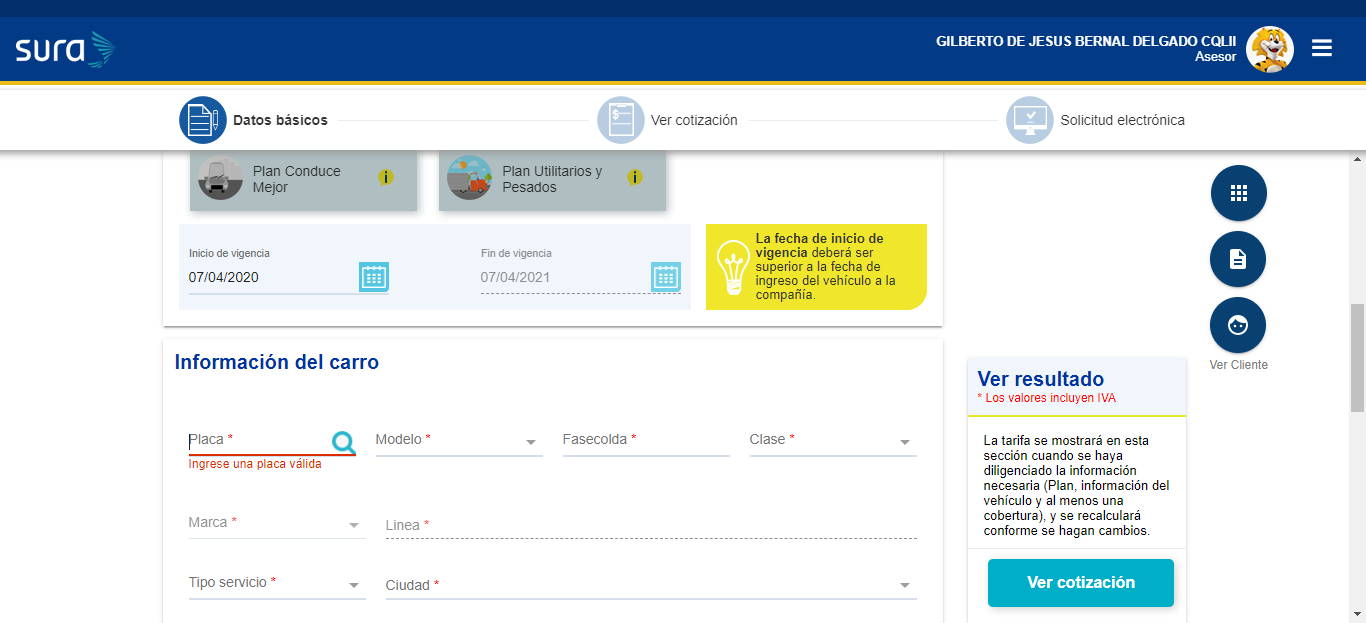 sura
GILBERTO DE JESUS BERNAL DELGADO CQLII
Asesor
Datos básicos
Ver cotización
Solicitud electrónica
Plan Conduce
Mejor
i
Plan Utilitarios y
Pesados
i
Inicio de vigencia
07/04/2020
Fin de vigencia
07/04/2021
La fecha de inicio de
vigencia deberá ser
superior a la fecha de
ingreso del vehículo a la
compañía.
Ver Cliente
Información del carro
Placa *
Ingrese una placa válida
Modelo *
Fasecolda *
Clase *
Marca *
Linea *
Tipo servicio *
Ciudad *
Ver resultado
* Los valores incluyen IVA
La tarifa se mostrará en esta
sección cuando se haya
diligenciado la información
necesaria (Plan, información del
vehículo y al menos una
cobertura), y se recalculará
conforme se hagan cambios.
Ver cotización